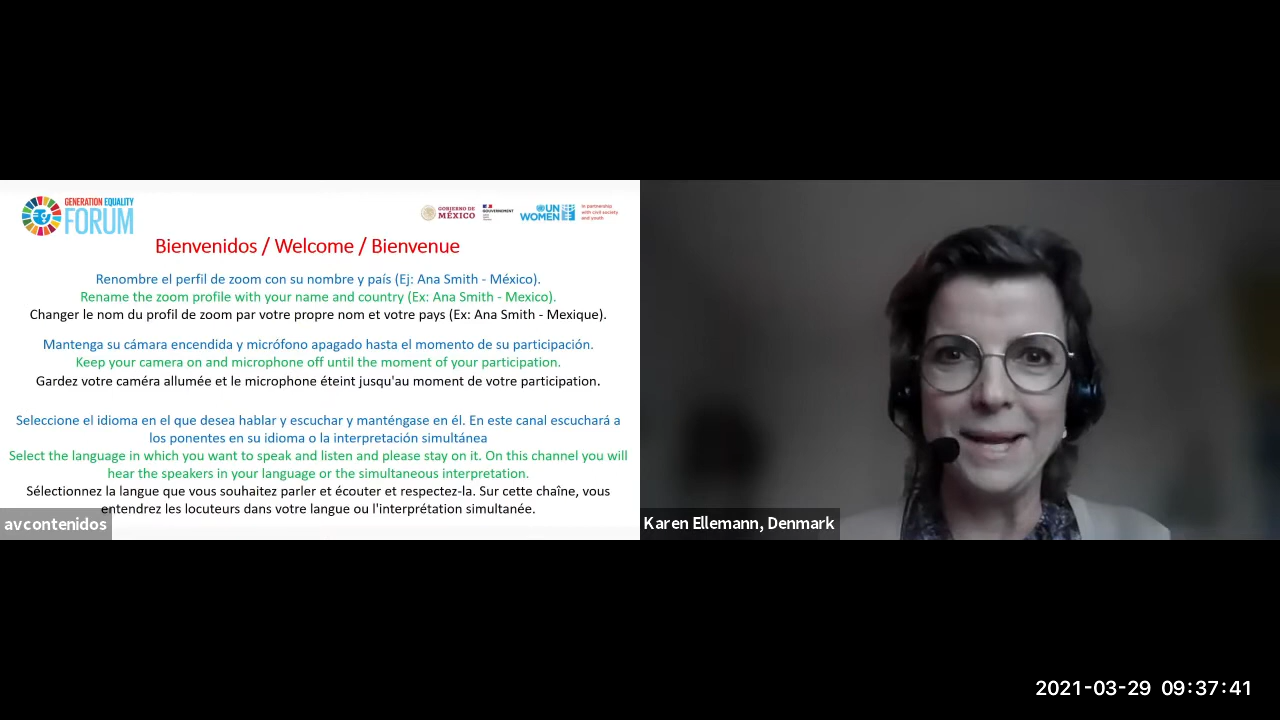 GENERATION EQUALITY
FORUM
GOBIERNO DE
MÉXICO
GOUVERNEMENT
UN
WOMEN
In partnership
with civil society
and youth
Bienvenidos / Welcome / Bienvenue
Renombre el perfil de zoom con su nombre y país (Ej: Ana Smith - México).
Rename the zoom profile with your name and country (Ex: Ana Smith - Mexico).
Changer le nom du profil de zoom par votre propre nom et votre pays (Ex: Ana Smith - Mexique).
Mantenga su cámara encendida y micrófono apagado hasta el momento de su participación.
Keep your camera on and microphone off until the moment of your participation.
Gardez votre caméra allumée et le microphone éteint jusqu'au moment de votre participation.
Seleccione el idioma en el que desea hablar y escuchar y manténgase en él. En este canal escuchará a
los ponentes en su idioma o la interpretación simultánea
Select the language in which you want to speak and listen and please stay on it. On this channel you will
hear the speakers in your language or the simultaneous interpretation.
Sélectionnez la langue que vous souhaitez parler et écouter et respectez-la. Sur cette chaîne, vous
entendrez les locuteurs dans votre langue ou l'interprétation simultanée.
avcontenidos
Karen Ellemann, Denmark
2021-03-29 09:37:41